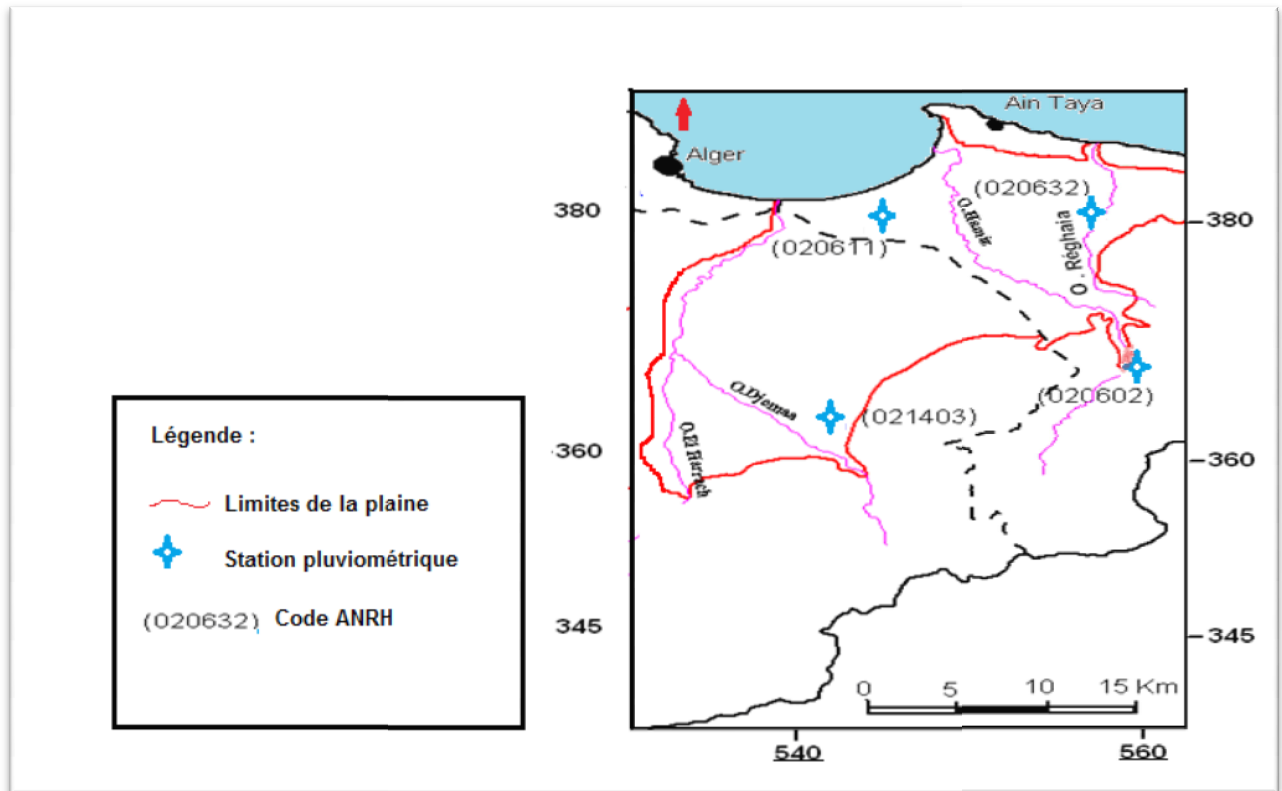 Ain Taya
Alger
(020632)
380
380
O.Hamiz
O. Réghaia
(020611)
O.Djemaa
(021403)
(020602)
O.El Harrach
360
360
345
345
0 5 10 15 Km
540
560
Légende :
Limites de la plaine
Station pluviométrique
(020632) Code ANRH